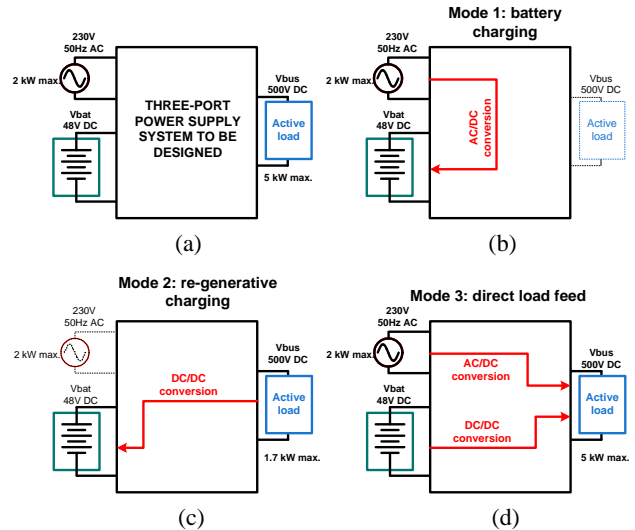 230V
50Hz AC
2 kW max.
Vbat
48V DC
THREE-PORT
POWER SUPPLY
SYSTEM TO BE
DESIGNED
Vbus
500V DC
Active
load
5 kW max.
(a)
Mode 1: battery
charging
230V
50Hz AC
2 kW max.
Vbat
48V DC
AC/DC
conversion
Vbus
500V DC
Active
load
(b)
Mode 2: re-generative
charging
230V
50Hz AC
2 kW max.
Vbat
48V DC
DC/DC
conversion
Vbus
500V DC
Active
load
1.7 kW max.
(c)
Mode 3: direct load feed
230V
50Hz AC
2 kW max.
Vbat
48V DC
AC/DC
conversion
DC/DC
conversion
Vbus
500V DC
Active
load
5 kW max.
(d)